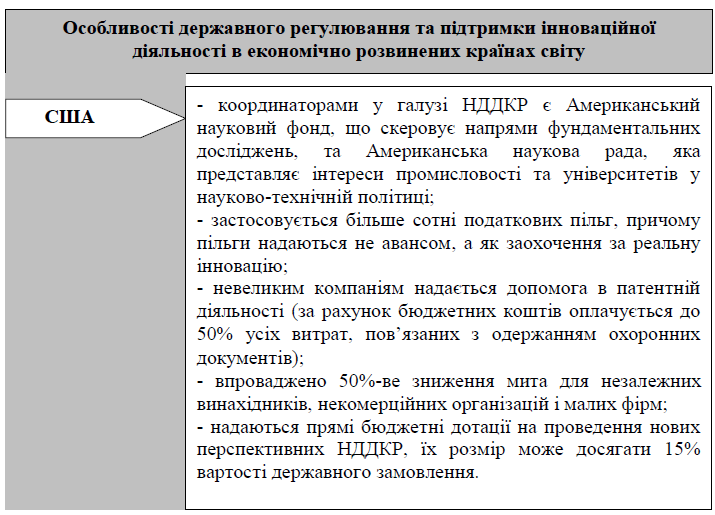 Особливості державного регулювання та підтримки інноваційної
діяльності в економічно розвинених країнах світу
США
- координаторами у галузі НДДКР є Американський
науковий фонд, що скеровує напрями фундаментальних
досліджень, та Американська наукова рада, яка
представляє інтереси промисловості та університетів у
науково-технічній політиці;
- застосовується більше сотні податкових пільг, причому
пільги надаються не авансом, а як заохочення за реальну
інновацію;
- невеликим компаніям надається допомога в патентній
діяльності (за рахунок бюджетних коштів оплачується до
50% усіх витрат, пов’язаних з одержанням охоронних
документів);
- впроваджено 50%-ве зниження мита для незалежних
винахідників, некомерційних організацій і малих фірм;
- надаються прямі бюджетні дотації на проведення нових
перспективних НДДКР, їх розмір може досягати 15%
вартості державного замовлення.